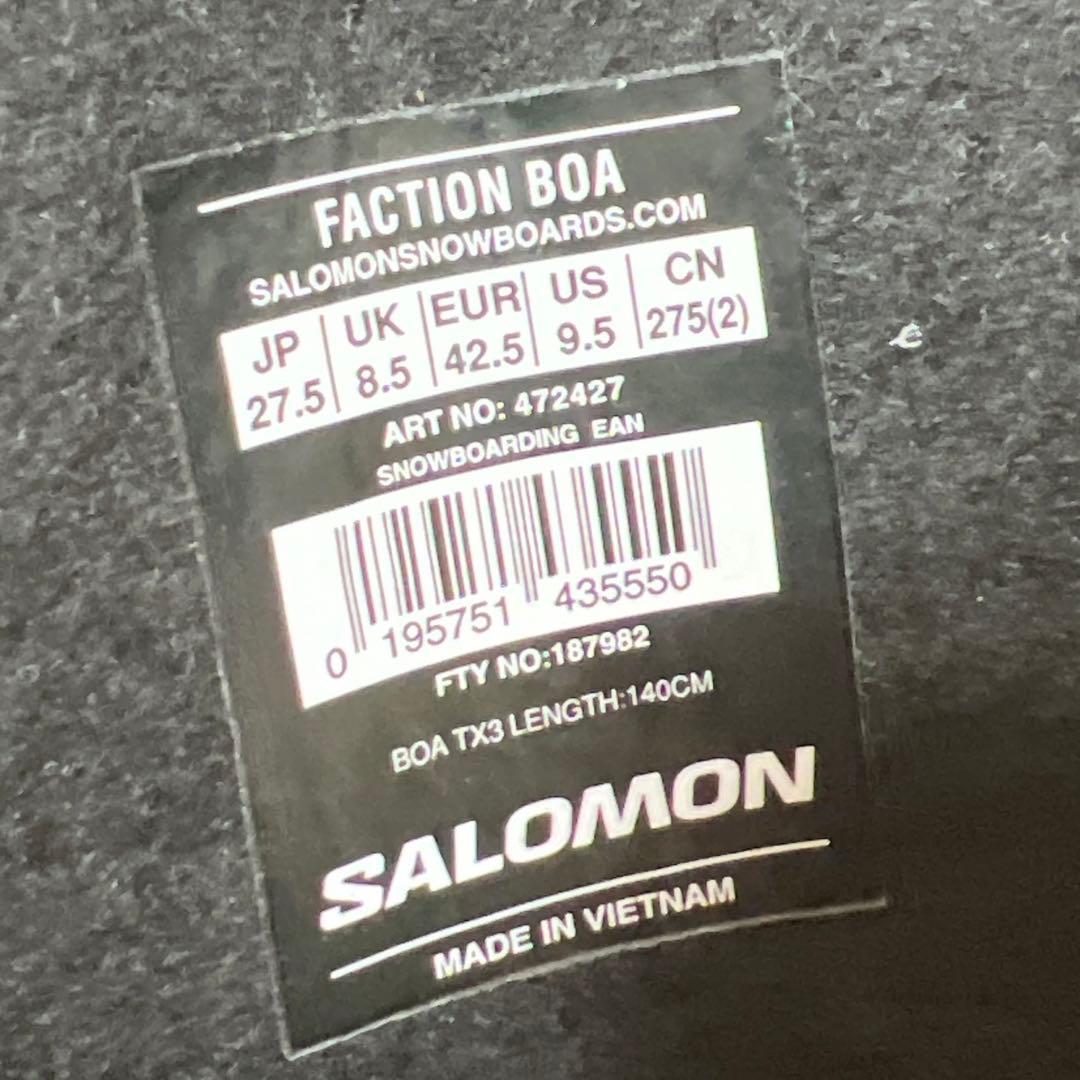 FACTION BOA
SALOMONSNOWBOARDS.COM
JP UK EUR US CN
27.5 8.5 42.5 9.5 275(2)
ART NO: 472427
SNOWBOARDING EAN
0 195751 435550
FTY NO:187982
BOA TX3 LENGTH:140CM
SALOMON
MADE IN VIETNAM